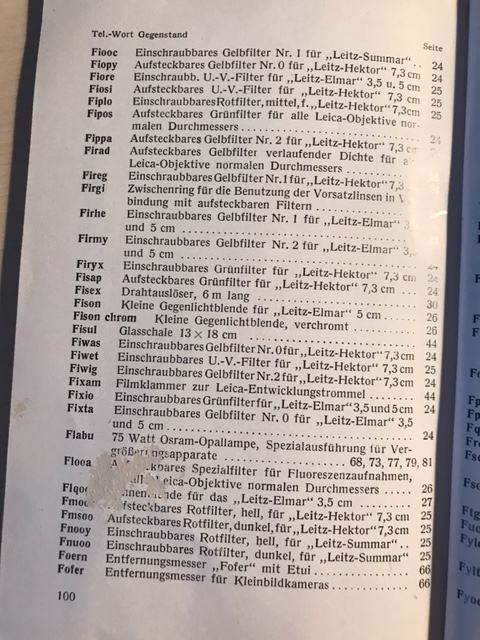 Tel.-Wort Gegenstand Seite
Fiooc Einschraubbares Gelbfilter Nr. 1 für „Leitz-Summar“ .. 24
Fiopy Aufsteckbares Gelbfilter Nr. 0 für „Leitz-Hektor“ 7,3 cm 24
Fiore Einschraubb. U.-V.-Filter für „Leitz-Elmar“ 3,5 u. 5 cm 25
Fiosi Aufsteckbares U.-V.-Filter für „Leitz-Hektor“ 7,3 cm 25
Fiplo Einschraubbares Rotfilter, mittel, f. „Leitz-Hektor“ 7,3cm 25
Fipos Aufsteckbares Grünfilter für alle Leica-Objektive nor-
malen Durchmessers ..................... 24
Fippa Aufsteckbares Gelbfilter Nr. 2 für „Leitz-Hektor“ 7,3 cm
Firad Aufsteckbares Gelbfilter verlaufender Dichte für
Leica-Objektive normalen Durchmessers .........
Fireg Einschraubbares Gelbfilter Nr. 1 für „Leitz-Hektor“ 7,3
Firgi Zwischenring für die Benutzung der Vorsatzlinsen in V
bindung mit aufsteckbaren Filtern ............
Firhe Einschraubbares Gelbfilter Nr. 1 für „Leitz-Elmar“ 3
und 5 cm ..........................
Firmy Einschraubbares Gelbfilter Nr. 2 für „Leitz-Elmar“ 3,
und 5 cm ..........................
Firyx Einschraubbares Grünfilter für „Leitz-Hektor“ 7,3 cm
Fisap Aufsteckbares Grünfilter für „Leitz-Hektor“ 7,3 cm ... 24
Fisex Drahtauslöser, 6 m lang ..................... 30
Fison Kleine Gegenlichtblende für „Leitz-Elmar“ 5 cm ...... 26
Fison chrom Kleine Gegenlichtblende, verchromt ........ 26
Fisul Glasschale 13 × 18 cm ..................... 44
Fiwas Einschraubbares Gelbfilter Nr. 0 für „Leitz-Hektor“ 7,3 cm 24
Fiwet Einschraubbares U.-V.-Filter für „Leitz-Hektor“ 7,3 cm 25
Fiwig Einschraubbares Gelbfilter Nr. 2 für „Leitz-Hektor“ 7,3 cm 24
Fixam Filmklammer zur Leica-Entwicklungstrommel ....... 44
Fixio Einschraubbares Grünfilter für „Leitz-Elmar“ 3,5 und 5 cm 24
Fixta Einschraubbares Gelbfilter Nr. 0 für „Leitz-Elmar“ 3,5
und 5 cm .......................... 24
Flabu 75 Watt Osram-Opallampe, Spezialausführung für Ver-
größerungsapparate .............. 68, 73, 77, 79, 81
Flooa Aufsteckbares Spezialfilter für Fluoreszenzaufnahmen,
Leica-Objektive normalen Durchmessers ..... 26
Flqoo für das „Leitz-Elmar“ 3,5 cm ...... 27
Fmooc Aufsteckbares Rotfilter, hell, für „Leitz-Hektor“ 7,3 cm 25
Fmsoo Aufsteckbares Rotfilter, dunkel, für „Leitz-Hektor“ 7,3 cm 25
Fnooy Einschraubbares Rotfilter, hell, für „Leitz-Summar“ .. 25
Fnuoo Einschraubbares Rotfilter, dunkel, für „Leitz-Summar“ 25
Foern Entfernungsmesser „Fofer“ mit Etui ............. 66
Fofer Entfernungsmesser für Kleinbildkameras .......... 66
100